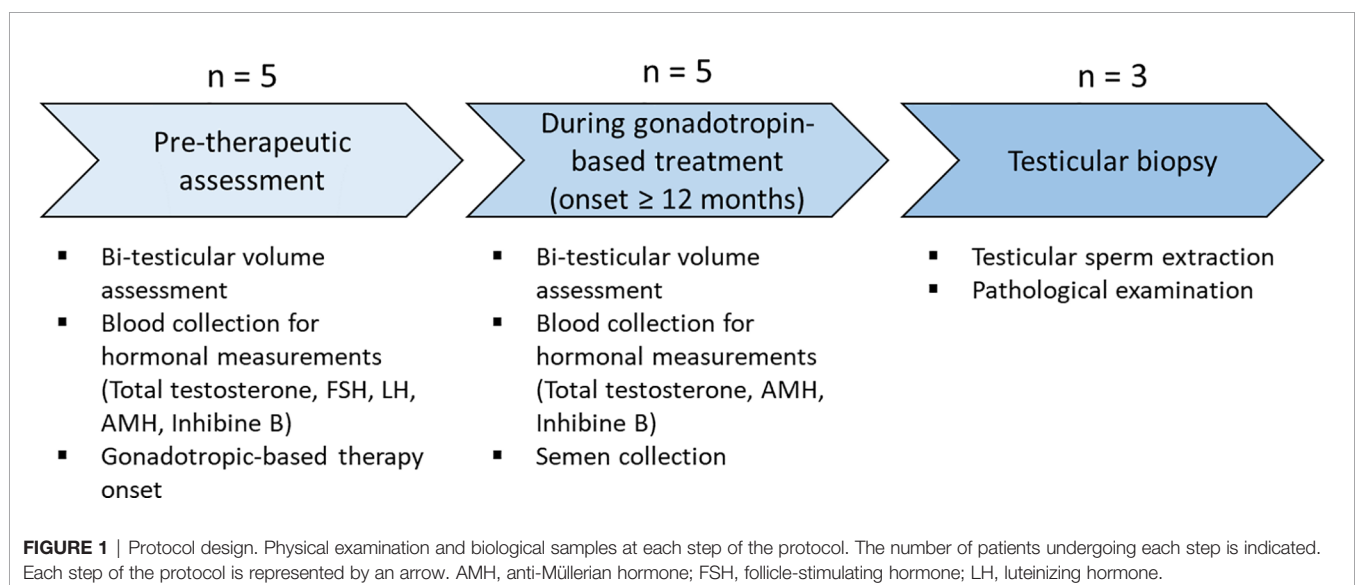 n = 5
Pre-therapeutic
assessment
▪ Bi-testicular volume
assessment
▪ Blood collection for
hormonal measurements
(Total testosterone, FSH, LH,
AMH, Inhibine B)
▪ Gonadotropic-based therapy
onset
n = 5
During gonadotropin-
based treatment
(onset ≥ 12 months)
▪ Bi-testicular volume
assessment
▪ Blood collection for
hormonal measurements
(Total testosterone, AMH,
Inhibine B)
▪ Semen collection
n = 3
Testicular biopsy
▪ Testicular sperm extraction
▪ Pathological examination
FIGURE 1 | Protocol design. Physical examination and biological samples at each step of the protocol. The number of patients undergoing each step is indicated.
Each step of the protocol is represented by an arrow. AMH, anti-Müllerian hormone; FSH, follicle-stimulating hormone; LH, luteinizing hormone.